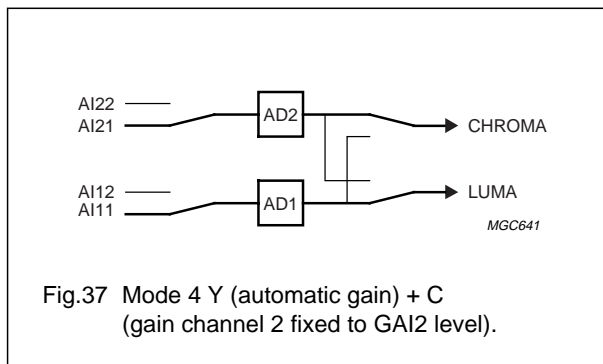 AI22
AI21
AD2
CHROMA
AI12
AI11
AD1
LUMA
MGC641
Fig.37 Mode 4 Y (automatic gain) + C
(gain channel 2 fixed to GAI2 level).